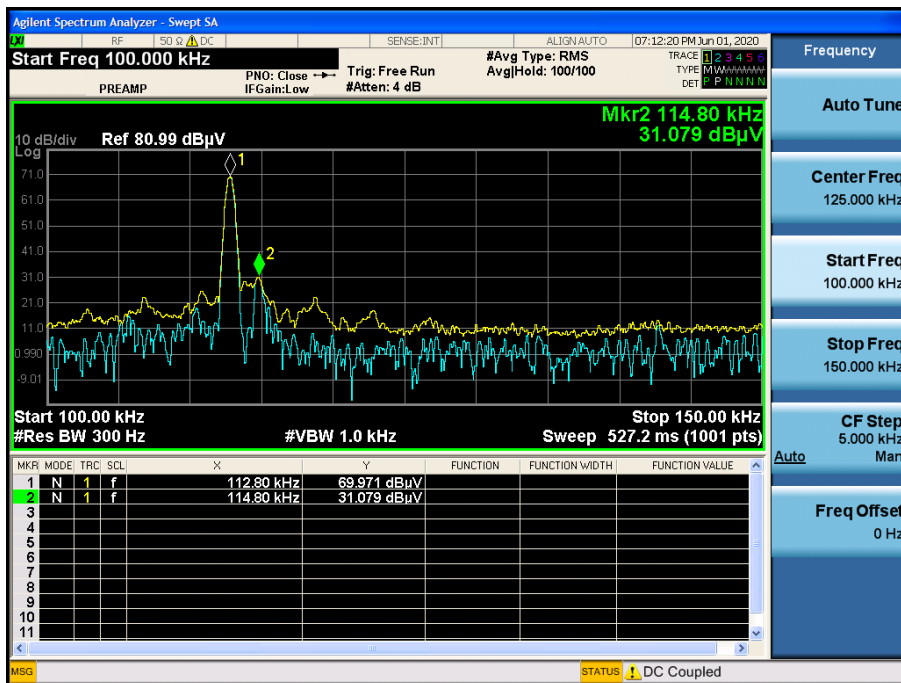 Agilent Spectrum Analyzer - Swept SA
LXI RF 50 Ω DC SENSE:INT ALIGN AUTO 07:12:20 PM Jun 01, 2020
Start Freq 100.000 kHz
PREAMP
PNO: Close
IFGain:Low
Trig: Free Run
#Atten: 4 dB
#Avg Type: RMS
Avg|Hold: 100/100
TRACE 1 2 3 4 5 6
TYPE MWWWWW
DET P P N N N N
Mkr2 114.80 kHz
31.079 dBµV
10 dB/div Ref 80.99 dBµV
Log
1
71.0
61.0
51.0
41.0
2
31.0
21.0
11.0
0.990
-9.01
Start 100.00 kHz Stop 150.00 kHz
#Res BW 300 Hz #VBW 1.0 kHz Sweep 527.2 ms (1001 pts)
MKR MODE TRC SCL X Y FUNCTION FUNCTION WIDTH FUNCTION VALUE
1 N 1 f 112.80 kHz 69.971 dBµV
2 N 1 f 114.80 kHz 31.079 dBµV
3
4
5
6
7
8
9
10
11
MSG STATUS DC Coupled
Frequency
Auto Tune
Center Freq
125.000 kHz
Start Freq
100.000 kHz
Stop Freq
150.000 kHz
CF Step
5.000 kHz
Auto Man
Freq Offset
0 Hz